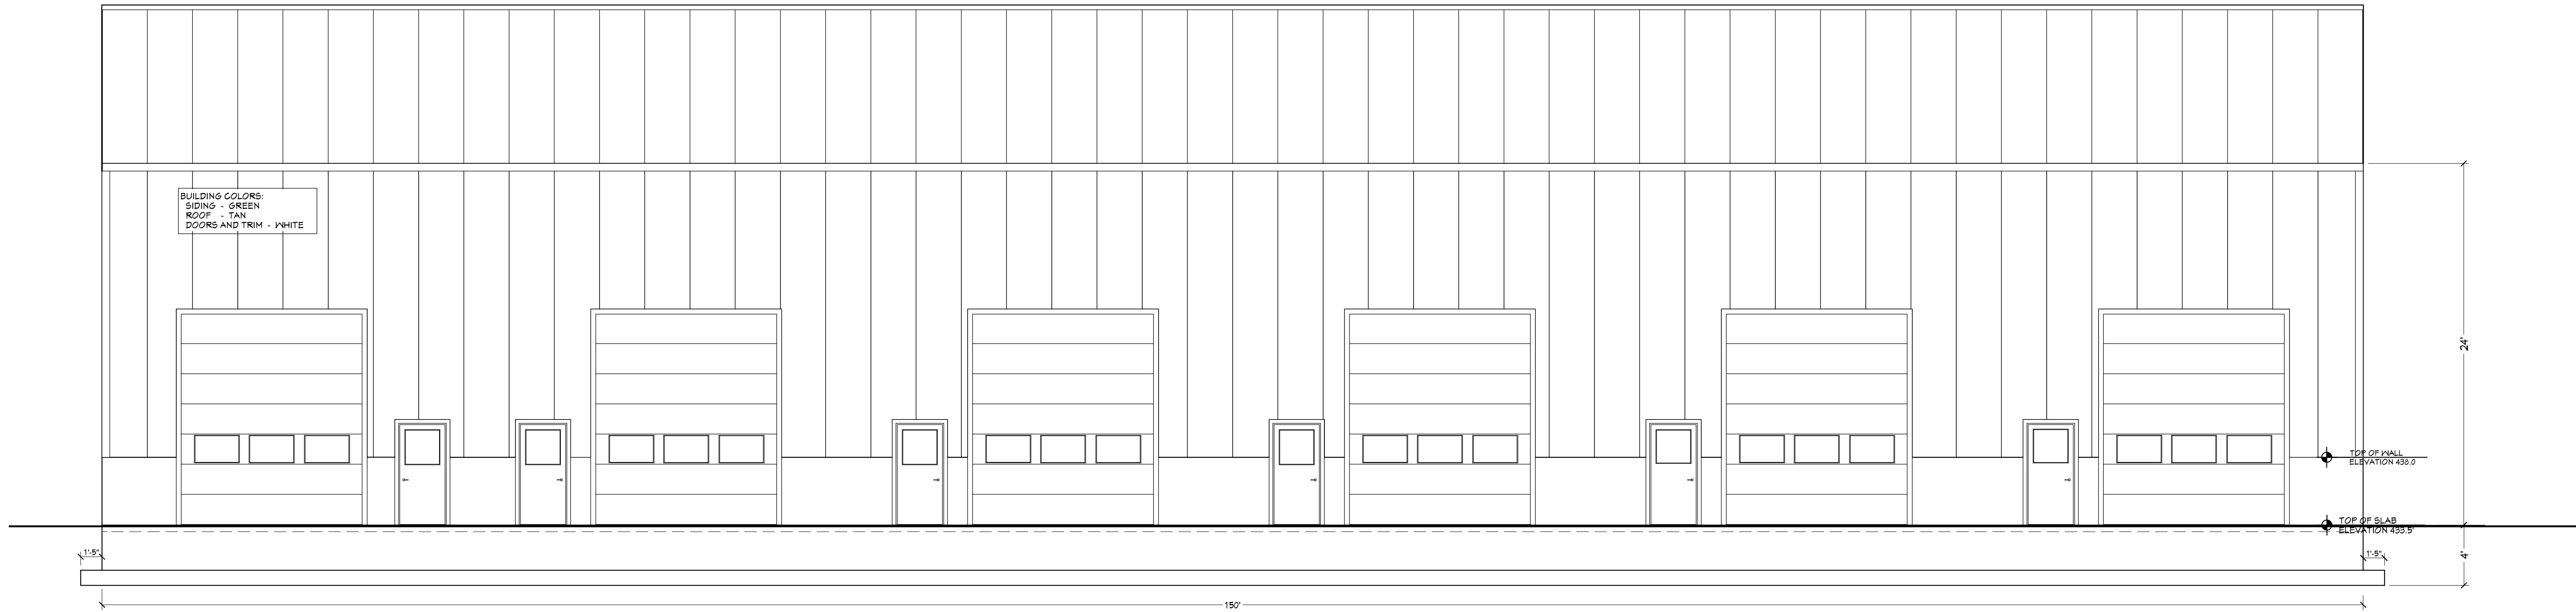 BUILDING COLORS:
SIDING - GREEN
ROOF - TAN
DOORS AND TRIM - WHITE
24'
TOP OF WALL
ELEVATION 438.0
TOP OF SLAB
ELEVATION 433.5'
1'-5"
1'-5"
4'
150'